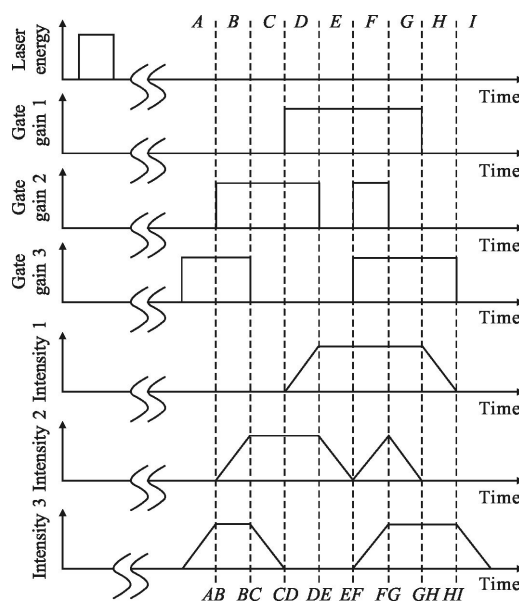 A B C D E F G H I
Laser energy
Time
Gate gain 1
Time
Gate gain 2
Time
Gate gain 3
Time
Intensity 1
Time
Intensity 2
Time
Intensity 3
Time
AB BC CD DE EF FG GH HI